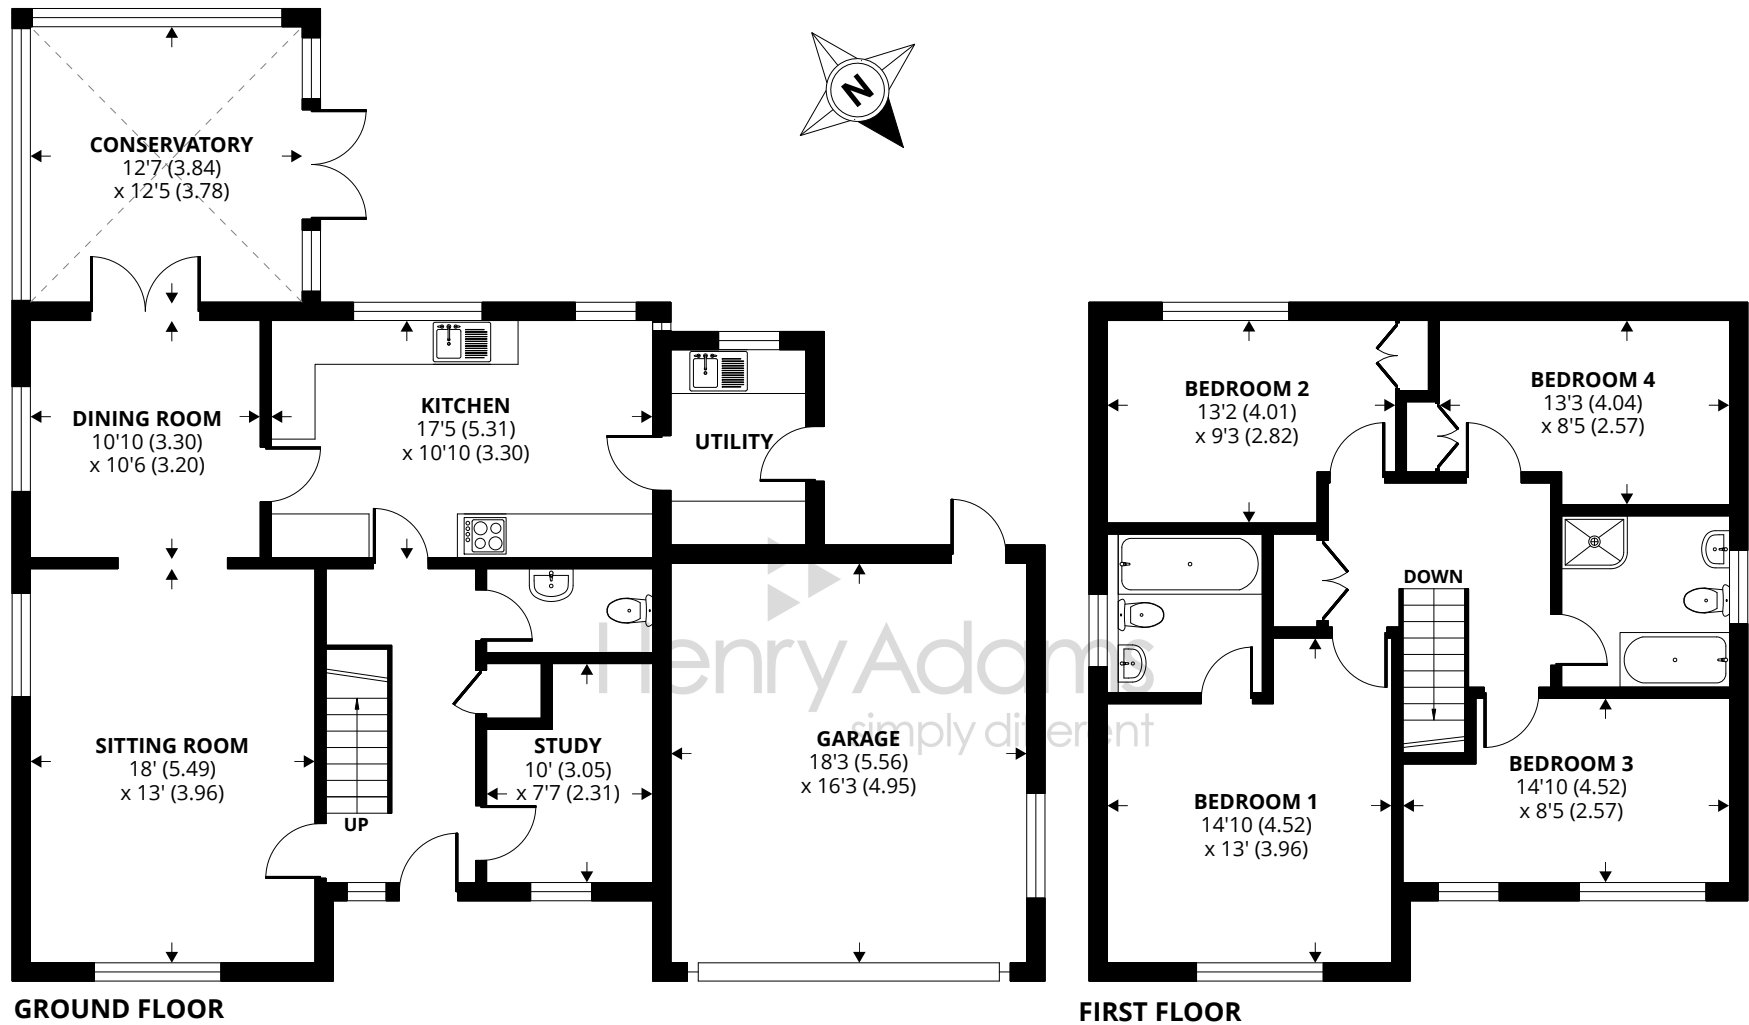 N
CONSERVATORY
12'7 (3.84)
x 12'5 (3.78)
DINING ROOM
10'10 (3.30)
x 10'6 (3.20)
KITCHEN
17'5 (5.31)
x 10'10 (3.30)
UTILITY
SITTING ROOM
18' (5.49)
x 13' (3.96)
UP
STUDY
10' (3.05)
x 7'7 (2.31)
GARAGE
18'3 (5.56)
x 16'3 (4.95)
Henry Adams
simply different
GROUND FLOOR
BEDROOM 2
13'2 (4.01)
x 9'3 (2.82)
BEDROOM 4
13'3 (4.04)
x 8'5 (2.57)
DOWN
BEDROOM 1
14'10 (4.52)
x 13' (3.96)
BEDROOM 3
14'10 (4.52)
x 8'5 (2.57)
FIRST FLOOR